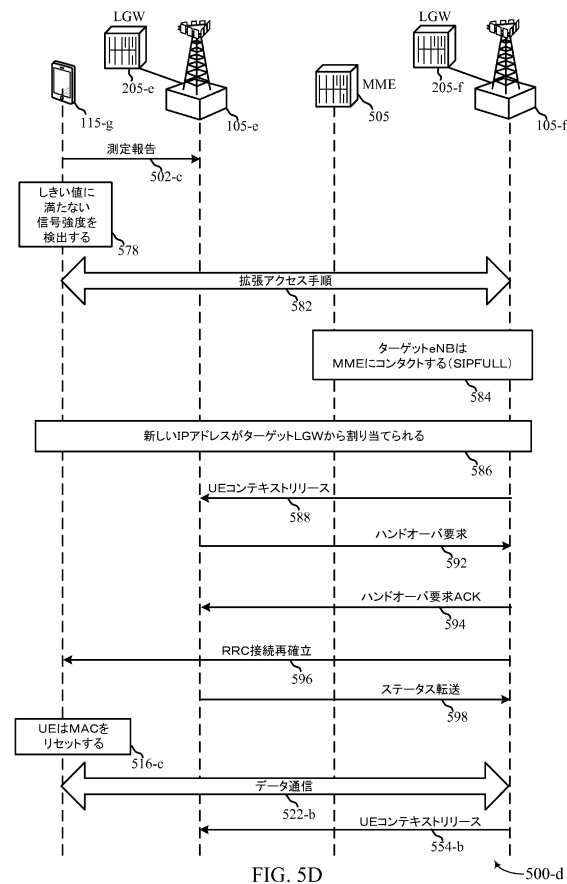 LGW
LGW
MME
205-e
205-f
505
115-g
105-e
105-f
測定報告
502-c
しきい値に
満たない
信号強度を
検出する
578
拡張アクセス手順
582
ターゲットeNBは
MMEにコンタクトする(SIPFULL)
584
新しいIPアドレスがターゲットLGWから割り当てられる
586
UEコンテキストリリース
588
ハンドオーバ要求
592
ハンドオーバ要求ACK
594
RRC接続再確立
596
ステータス転送
598
UEはMACを
リセットする
516-c
データ通信
522-b
UEコンテキストリリース
554-b
500-d
FIG. 5D